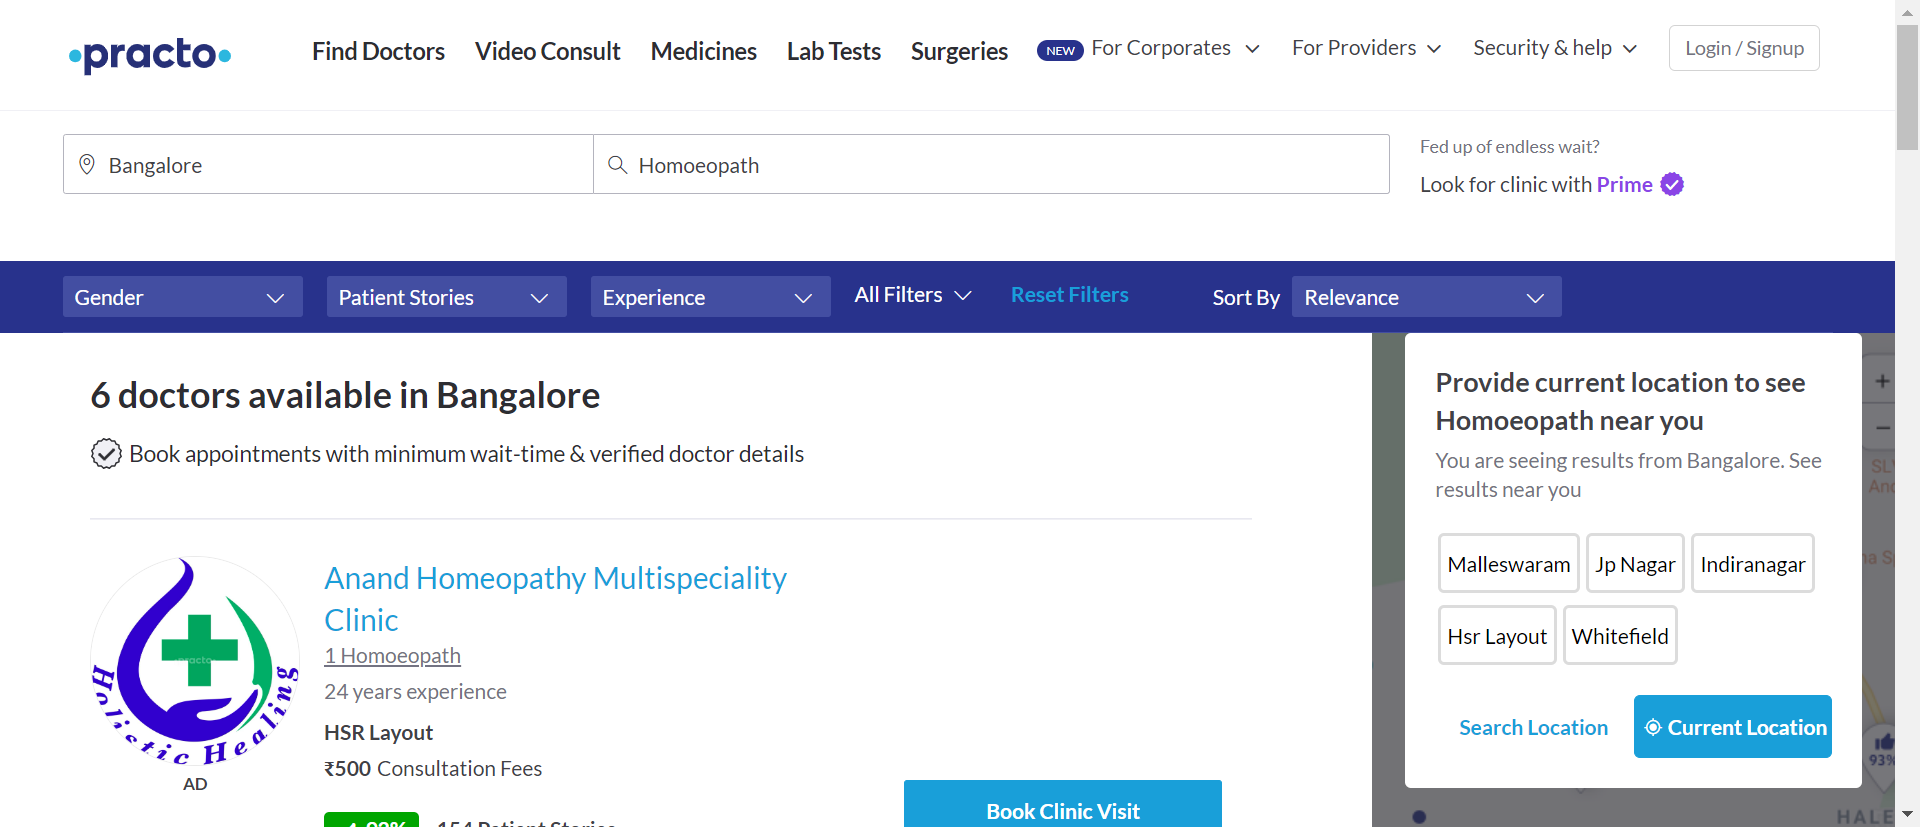 practo
Find Doctors
Video Consult
Medicines
Lab Tests
Surgeries
NEW
For Corporates
For Providers
Security & help
Login / Signup
Bangalore
Homoeopath
Fed up of endless wait?
Look for clinic with Prime
Gender
Patient Stories
Experience
All Filters
Reset Filters
Sort By
Relevance
6 doctors available in Bangalore
Book appointments with minimum wait-time & verified doctor details
Holistic Healing
practo
AD
Anand Homeopathy Multispeciality
Clinic
1 Homoeopath
24 years experience
HSR Layout
₹500 Consultation Fees
93%
154 Patient Stories
Book Clinic Visit
Provide current location to see
Homoeopath near you
You are seeing results from Bangalore. See
results near you
Malleswaram
Jp Nagar
Indiranagar
Hsr Layout
Whitefield
Search Location
Current Location
+
−
93%
HALE